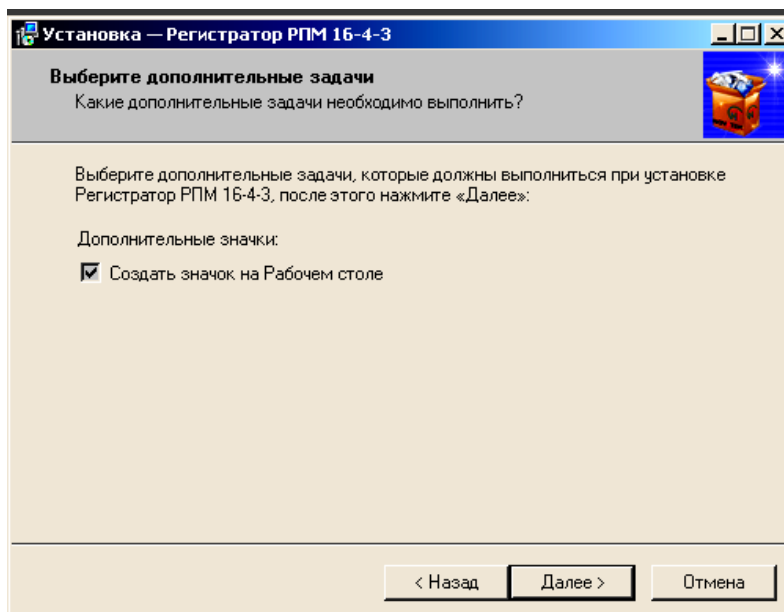 Установка — Регистратор РПМ 16-4-3
Выберите дополнительные задачи
Какие дополнительные задачи необходимо выполнить?
Выберите дополнительные задачи, которые должны выполниться при установке
Регистратор РПМ 16-4-3, после этого нажмите «Далее»:
Дополнительные значки:
Создать значок на Рабочем столе
< Назад
Далее >
Отмена